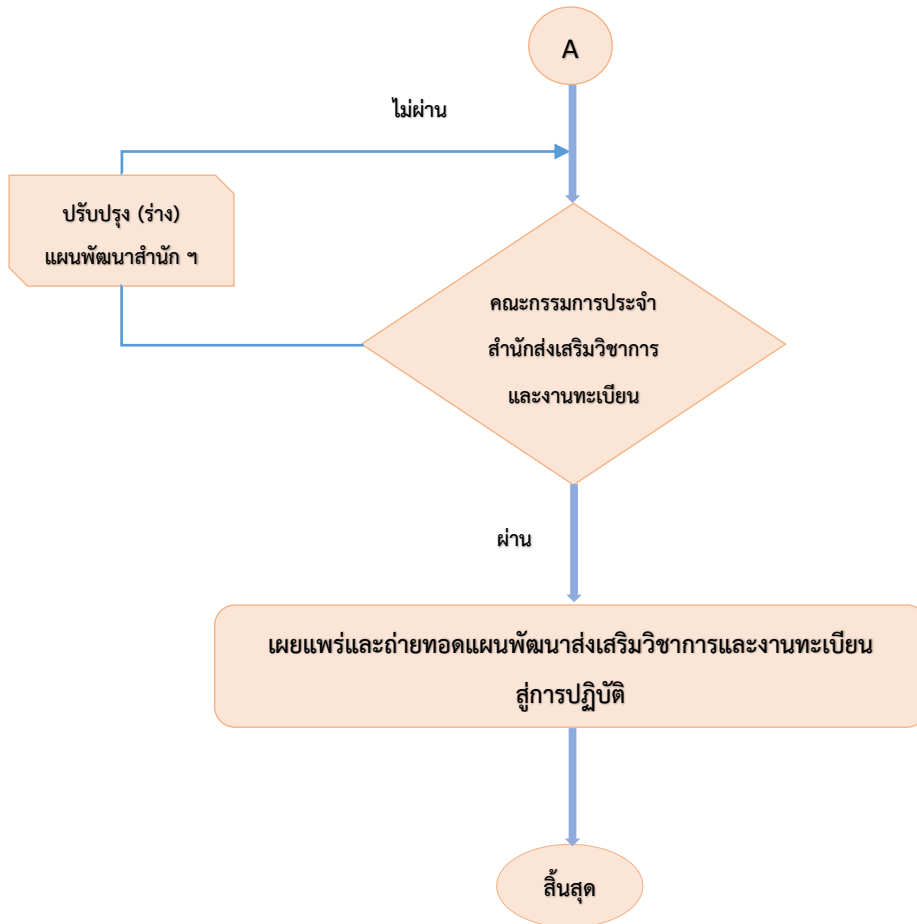 A
ไม่ผ่าน
ปรับปรุง (ร่าง)
แผนพัฒนาสำนัก ฯ
คณะกรรมการประจำ
สำนักส่งเสริมวิชาการ
และงานทะเบียน
ผ่าน
เผยแพร่และถ่ายทอดแผนพัฒนาส่งเสริมวิชาการและงานทะเบียน
สู่การปฏิบัติ
สิ้นสุด